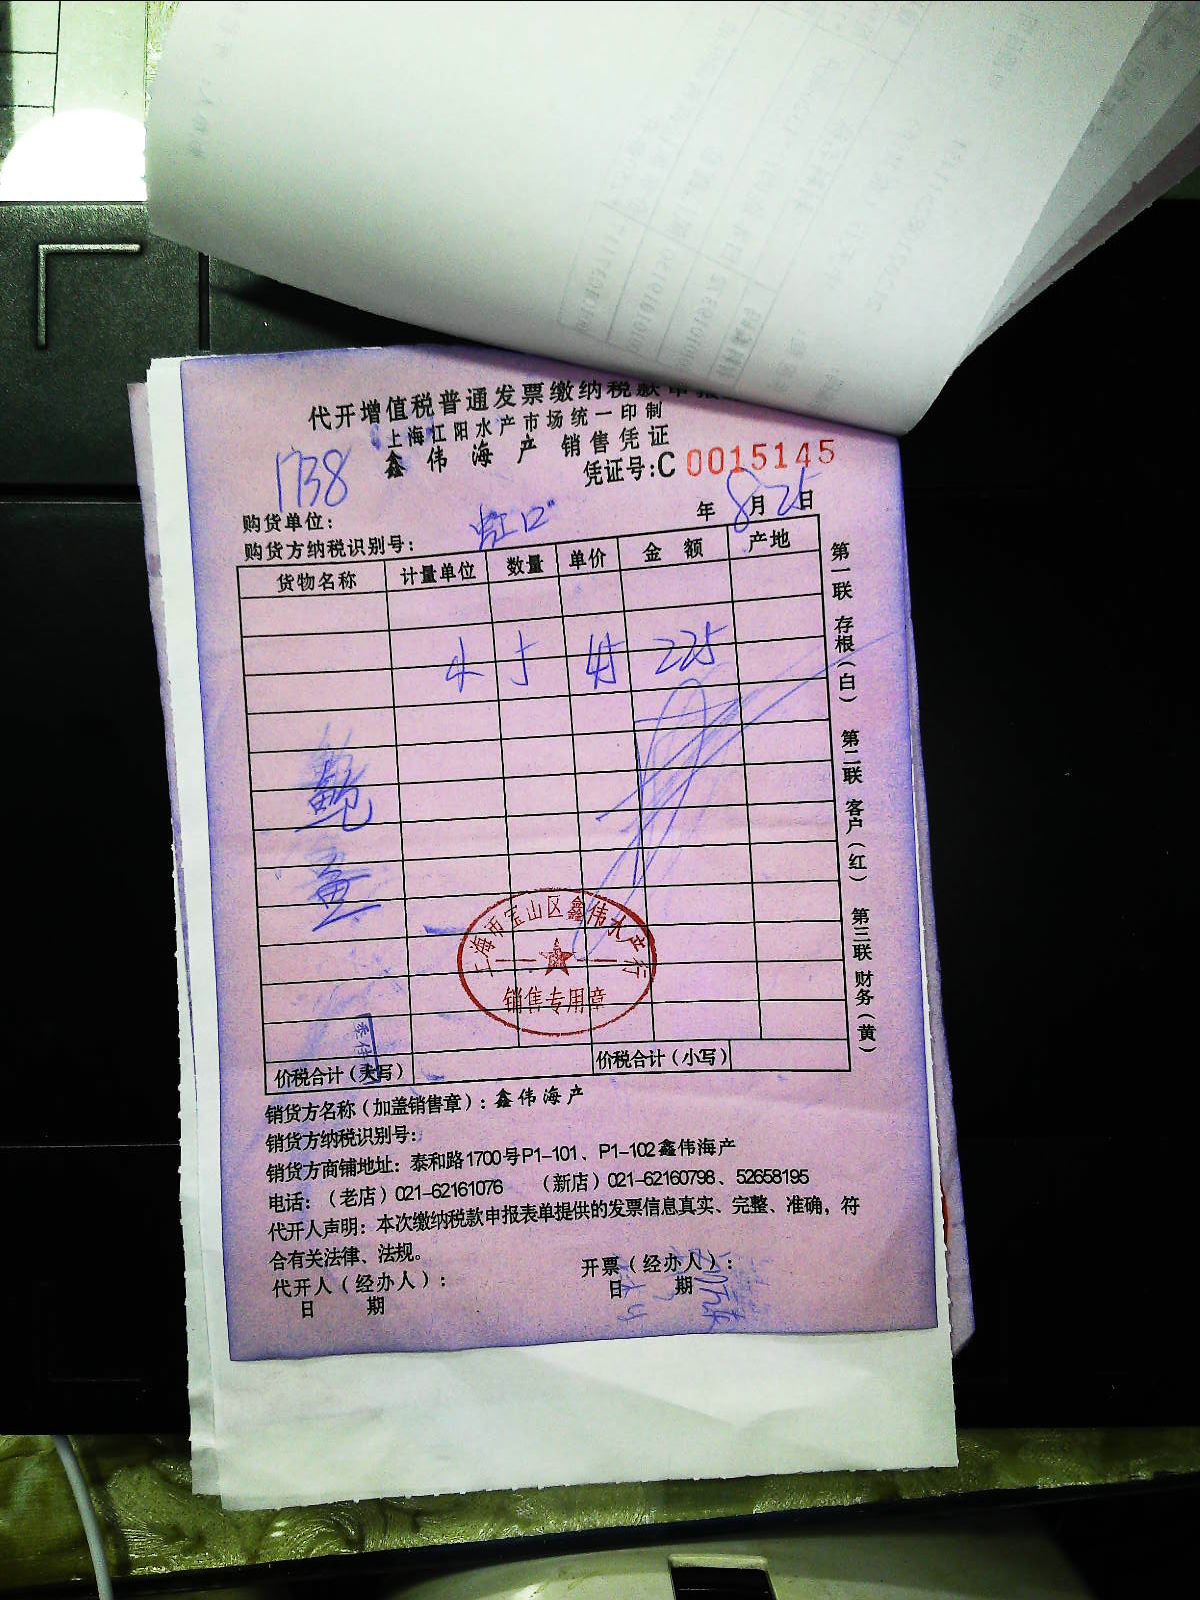 代开增值税普通发票缴纳税款申报
上海江阳水产市场统一印制
鑫伟海产 销售凭证
1738
凭证号:C 0015145
购货单位:
虹口
年 8月25日
购货方纳税识别号:
货物名称 计量单位 数量 单价 金额 产地
5 45 225
鲍
第一联 存根(白) 第二联 客户(红) 第三联 财务(黄)
上海市宝山区鑫伟水产行
销售专用章
价税合计(大写) 价税合计(小写)
销货方名称(加盖销售章):鑫伟海产
销货方纳税识别号:
销货方商铺地址:泰和路1700号P1-101、P1-102鑫伟海产
电话:(老店)021-62161076 (新店)021-62160798、52658195
代开人声明:本次缴纳税款申报表单提供的发票信息真实、完整、准确,符
合有关法律、法规。
代开人(经办人): 开票(经办人):
日期 日期